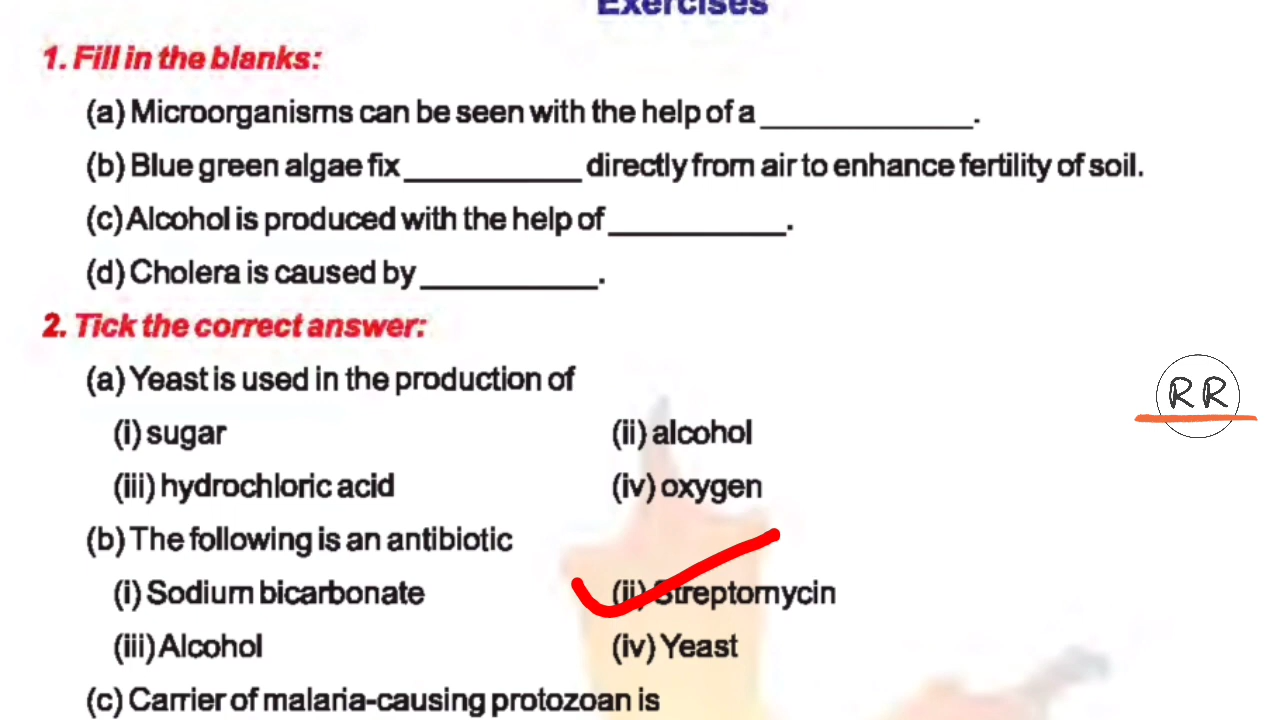 Exercises
1. Fill in the blanks:
(a) Microorganisms can be seen with the help of a ____________.
(b) Blue green algae fix __________ directly from air to enhance fertility of soil.
(c) Alcohol is produced with the help of __________.
(d) Cholera is caused by __________.
2. Tick the correct answer:
(a) Yeast is used in the production of
(i) sugar (ii) alcohol
(iii) hydrochloric acid (iv) oxygen
RR
(b) The following is an antibiotic
(i) Sodium bicarbonate (ii) Streptomycin
(iii) Alcohol (iv) Yeast
(c) Carrier of malaria-causing protozoan is